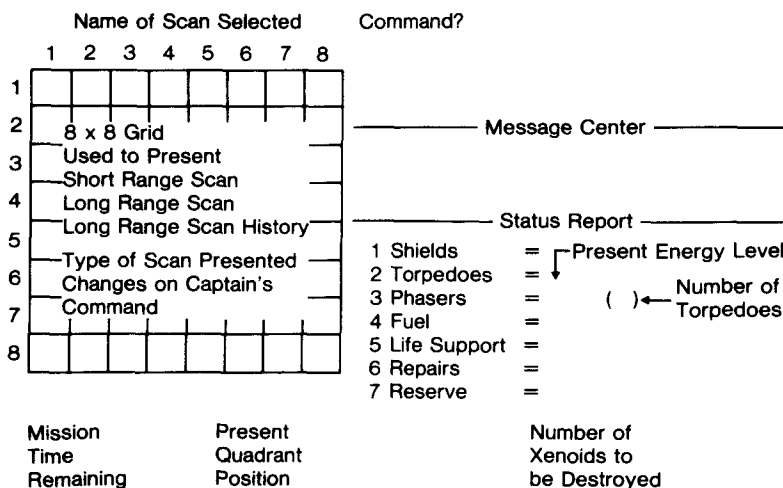 Name of Scan Selected
Command?
1 2 3 4 5 6 7 8
1
2
3
4
5
6
7
8
8 x 8 Grid
Used to Present
Short Range Scan
Long Range Scan
Long Range Scan History
Type of Scan Presented
Changes on Captain's
Command
Message Center
Status Report
1 Shields =
2 Torpedoes =
3 Phasers = ( )
4 Fuel =
5 Life Support =
6 Repairs =
7 Reserve =
Present Energy Level
Number of
Torpedoes
Mission
Time
Remaining
Present
Quadrant
Position
Number of
Xenoids to
be Destroyed